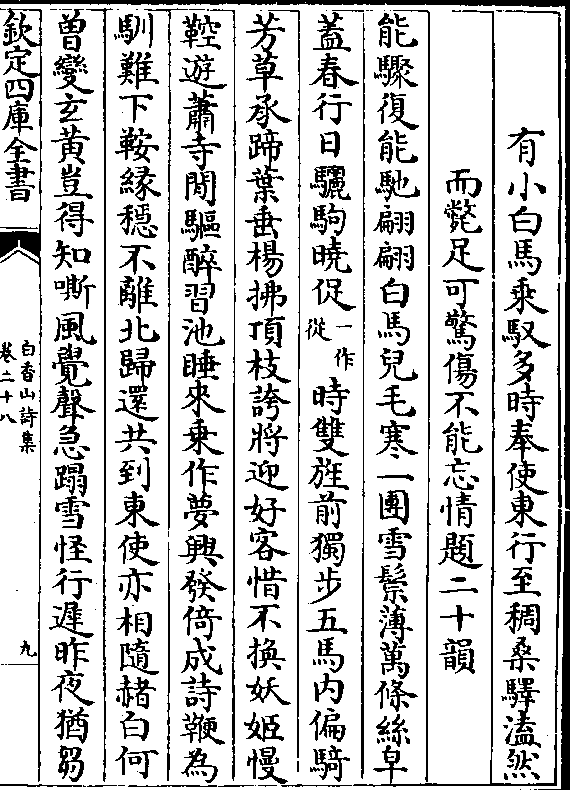 有小白馬乘馭多時奉使東行至稠桑驛溘然
而斃足可驚傷不能忘情題二十韻
能驟復能馳翩翩白馬兒毛寒一團雪鬃薄萬條絲皁
蓋春行日驪駒曉促一作從時雙旌前獨步五馬内偏騎
芳草承蹄葉垂楊拂頂枝誇將迎好客惜不換妖姬慢
鞚遊蕭寺閒驅醉習池睡來乘作夢興發倚成詩鞭為
馴難下鞍緣穩不離北歸還共到東使亦相隨赭白何
曽變玄黄豈得知嘶風覺聲急蹋雪怪行遲昨夜猶芻
欽定四庫全書
白香山詩集
卷二十八
九